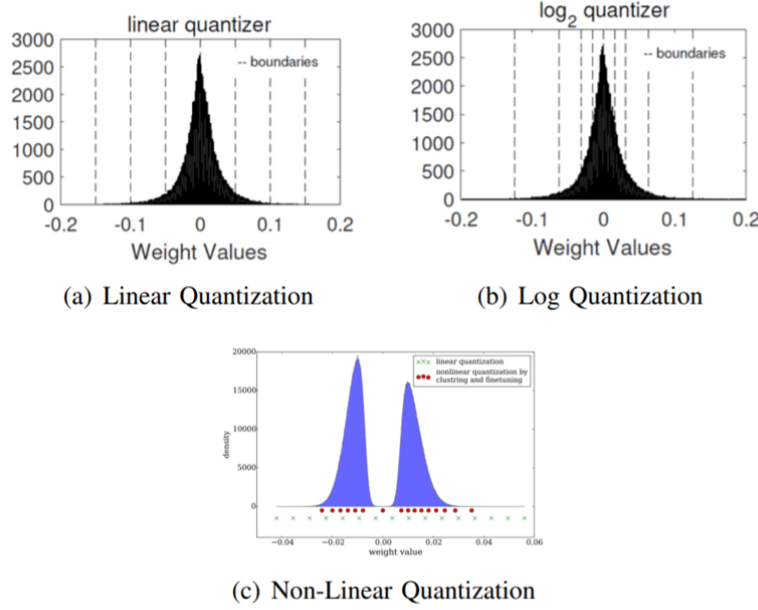 linear quantizer
3000
2500
2000
1500
1000
500
0
-- boundaries
-0.2 -0.1 0 0.1 0.2
Weight Values
(a) Linear Quantization
log2 quantizer
3000
2500
2000
1500
1000
500
0
-- boundaries
-0.2 -0.1 0 0.1 0.2
Weight Values
(b) Log Quantization
20000
15000
10000
5000
0
density
linear quantization
nonlinear quantization by
clustring and finetuning
−0.04 −0.02 0.00 0.02 0.04 0.06
weight value
(c) Non-Linear Quantization